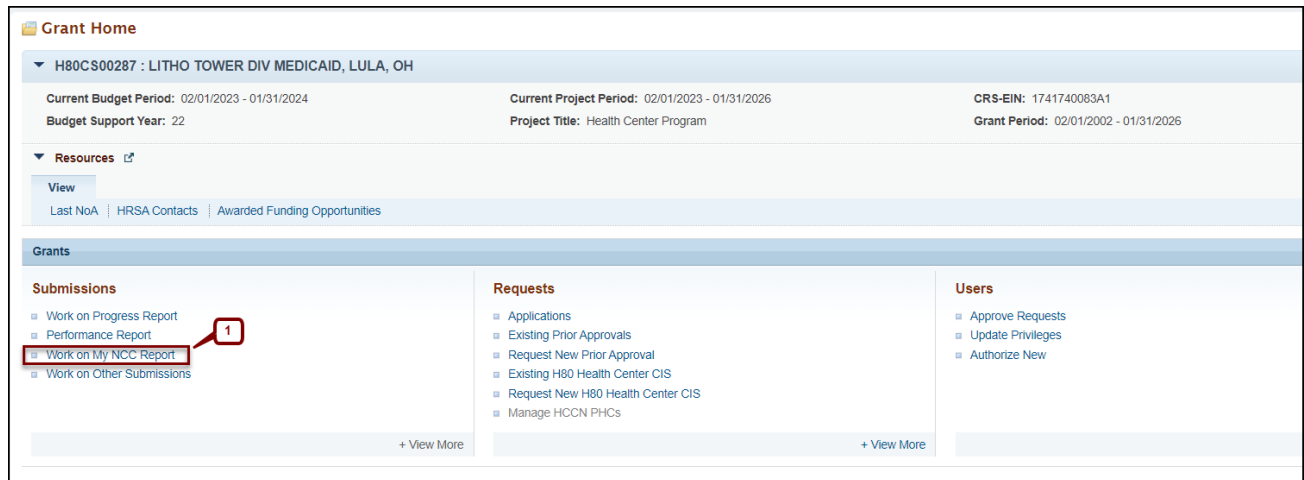 Grant Home
H80CS00287 : LITHO TOWER DIV MEDICAID, LULA, OH
Current Budget Period: 02/01/2023 - 01/31/2024
Current Project Period: 02/01/2023 - 01/31/2026
CRS-EIN: 1741740083A1
Budget Support Year: 22
Project Title: Health Center Program
Grant Period: 02/01/2002 - 01/31/2026
Resources
View
Last NoA
HRSA Contacts
Awarded Funding Opportunities
Grants
Submissions
Work on Progress Report
Performance Report
1
Work on My NCC Report
Work on Other Submissions
+ View More
Requests
Applications
Existing Prior Approvals
Request New Prior Approval
Existing H80 Health Center CIS
Request New H80 Health Center CIS
Manage HCCN PHCs
+ View More
Users
Approve Requests
Update Privileges
Authorize New